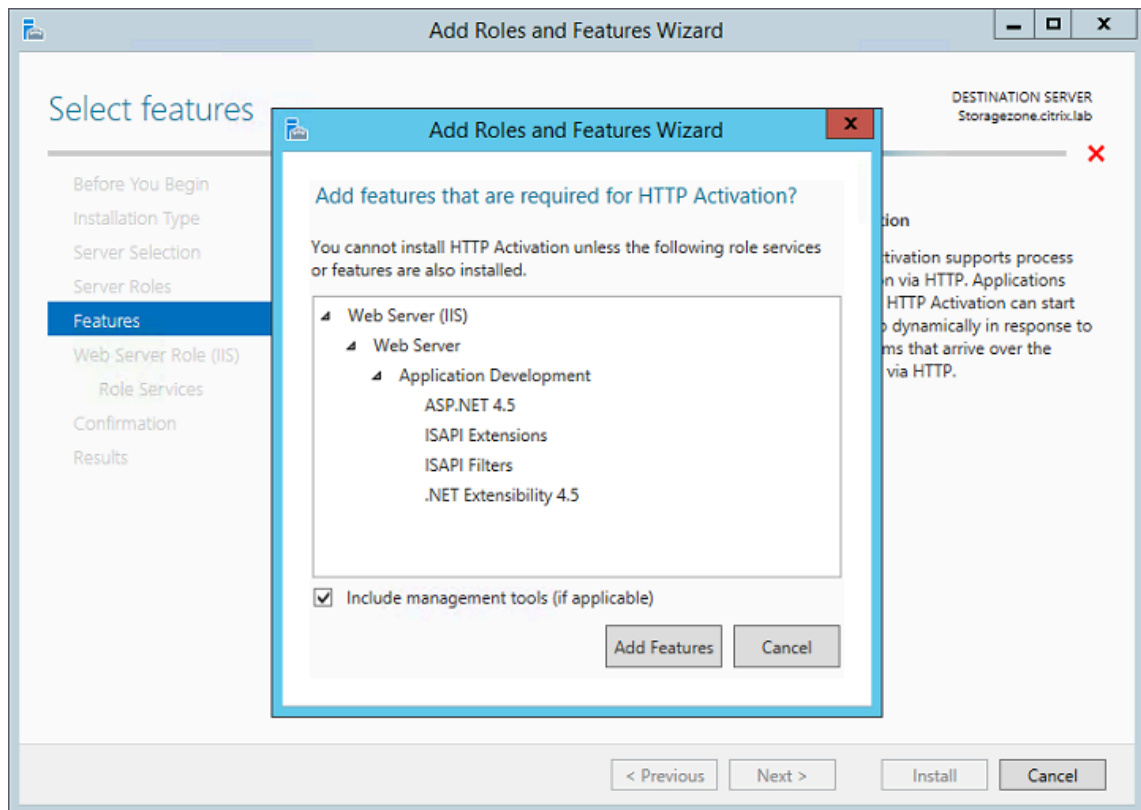 Add Roles and Features Wizard
Select features
DESTINATION SERVER
Storagezone.citrix.lab
Before You Begin
Installation Type
Server Selection
Server Roles
Features
Web Server Role (IIS)
Role Services
Confirmation
Results
Add Roles and Features Wizard
Add features that are required for HTTP Activation?
You cannot install HTTP Activation unless the following role services
or features are also installed.
Web Server (IIS)
Web Server
Application Development
ASP.NET 4.5
ISAPI Extensions
ISAPI Filters
.NET Extensibility 4.5
Include management tools (if applicable)
Add Features
Cancel
tion
tivation supports process
n via HTTP. Applications
HTTP Activation can start
dynamically in response to
ms that arrive over the
via HTTP.
< Previous
Next >
Install
Cancel